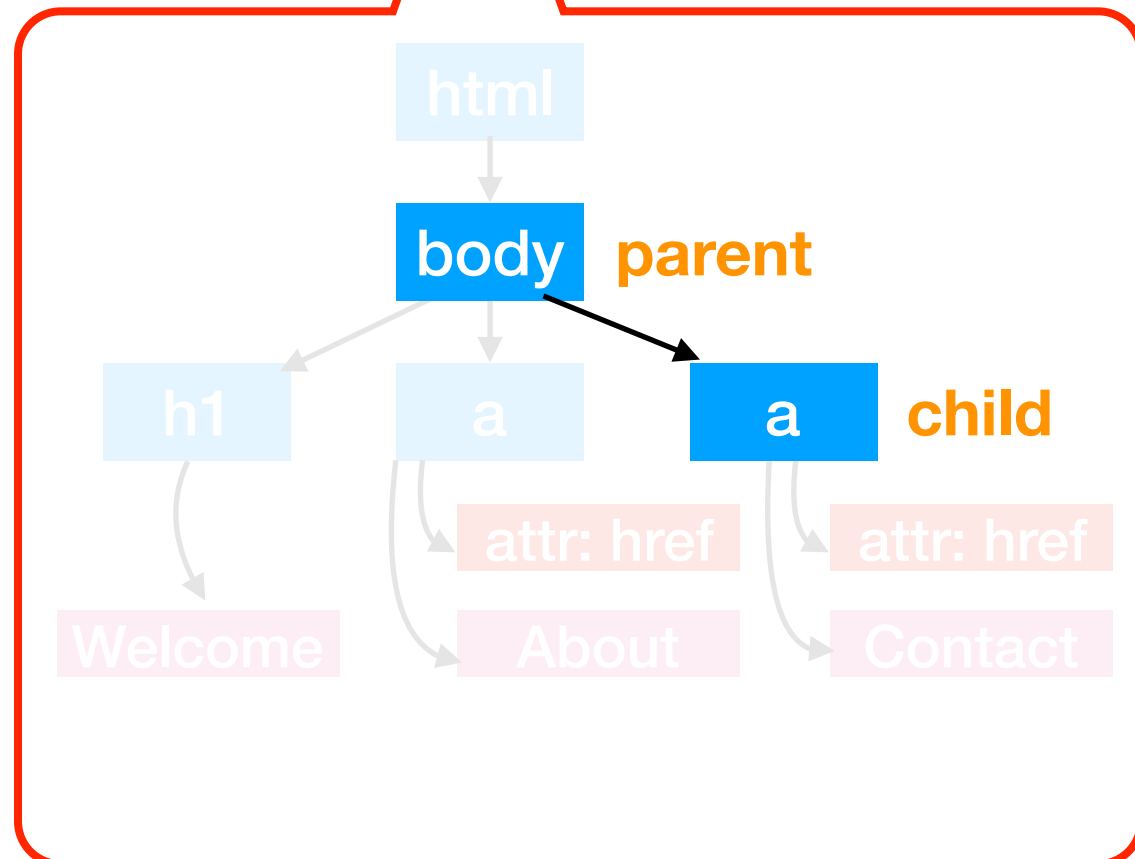 html
body parent
h1 a a child
attr: href attr: href
Welcome About Contact